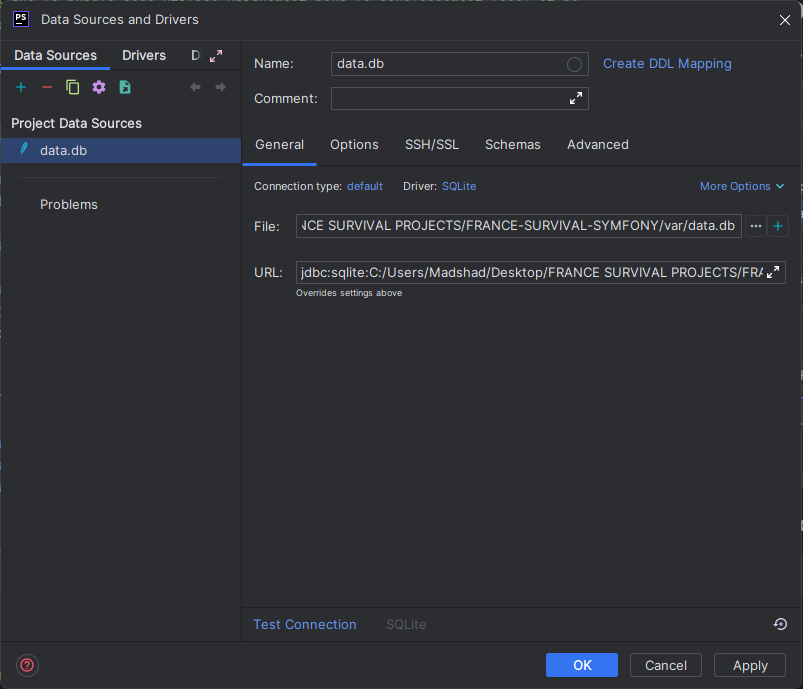 PS Data Sources and Drivers
Data Sources Drivers D
Name: data.db Create DDL Mapping
Comment:
Project Data Sources
data.db
Problems
General Options SSH/SSL Schemas Advanced
Connection type: default Driver: SQLite More Options
File: NCE SURVIVAL PROJECTS/FRANCE-SURVIVAL-SYMFONY/var/data.db
URL: jdbc:sqlite:C:/Users/Madshad/Desktop/FRANCE SURVIVAL PROJECTS/FRA
Overrides settings above
Test Connection SQLite
OK Cancel Apply